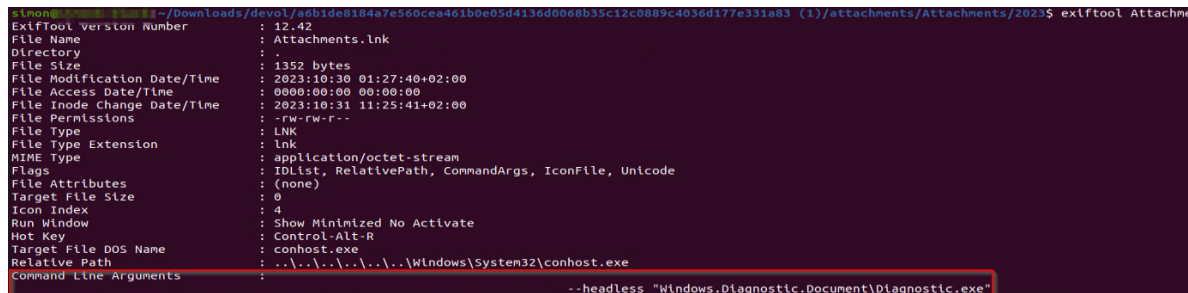 simon@ ~/Downloads/devol/a6b1de8184a7e560cea461b0e05d4136d0068b35c12c0889c4036d177e331a83 (1)/attachments/Attachments/2023$ exiftool Attachme
ExifTool Version Number : 12.42
File Name : Attachments.lnk
Directory : .
File Size : 1352 bytes
File Modification Date/Time : 2023:10:30 01:27:40+02:00
File Access Date/Time : 0000:00:00 00:00:00
File Inode Change Date/Time : 2023:10:31 11:25:41+02:00
File Permissions : -rw-rw-r--
File Type : LNK
File Type Extension : lnk
MIME Type : application/octet-stream
Flags : IDList, RelativePath, CommandArgs, IconFile, Unicode
File Attributes : (none)
Target File Size : 0
Icon Index : 4
Run Window : Show Minimized No Activate
Hot Key : Control-Alt-R
Target File DOS Name : conhost.exe
Relative Path : ..\..\..\..\..\..\Windows\System32\conhost.exe
Command Line Arguments :
--headless "Windows.Diagnostic.Document\Diagnostic.exe"